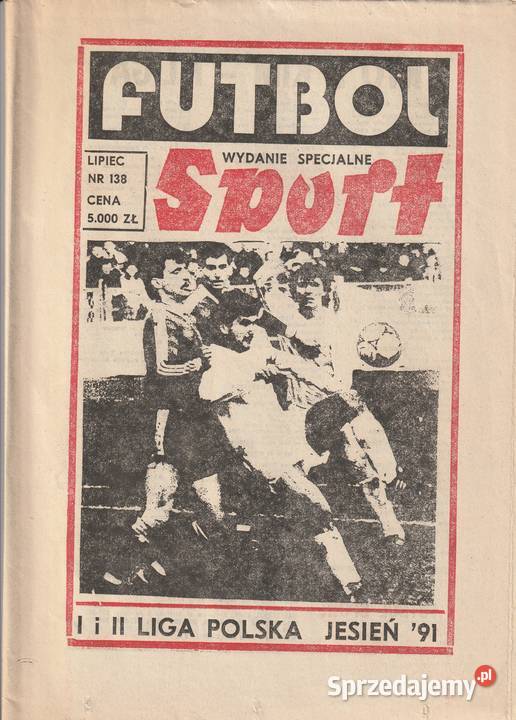 FUTBOL
LIPIEC
NR 138
CENA
5.000 ZŁ
WYDANIE SPECJALNE
Sport
I i II LIGA POLSKA JESIEŃ '91
Sprzedajemy.pl